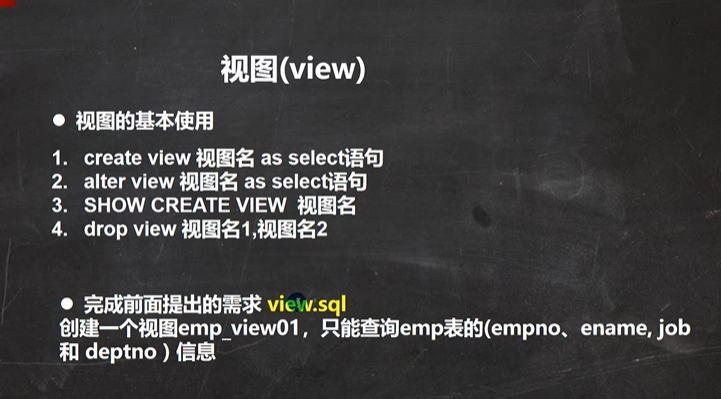 视图(view)
● 视图的基本使用
1. create view 视图名 as select语句
2. alter view 视图名 as select语句
3. SHOW CREATE VIEW 视图名
4. drop view 视图名1,视图名2
● 完成前面提出的需求 view.sql
创建一个视图emp_view01，只能查询emp表的(empno、ename, job
和 deptno ) 信息